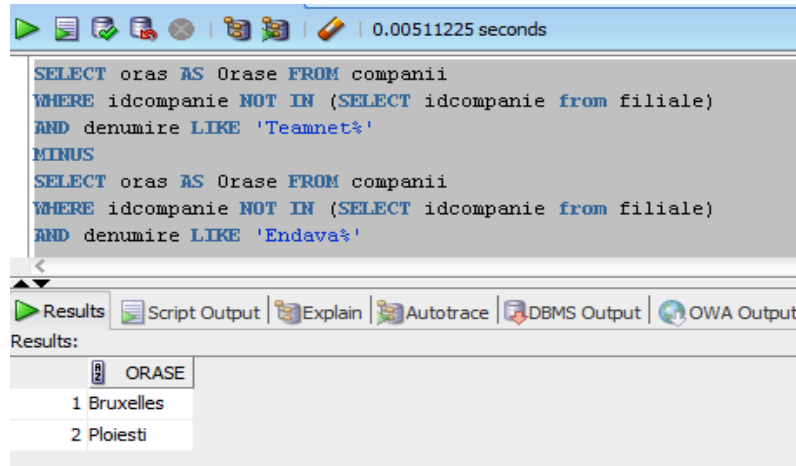 0.00511225 seconds
SELECT oras AS Orase FROM companii
WHERE idcompanie NOT IN (SELECT idcompanie from filiale)
AND denumire LIKE 'Teamnet%'
MINUS
SELECT oras AS Orase FROM companii
WHERE idcompanie NOT IN (SELECT idcompanie from filiale)
AND denumire LIKE 'Endava%'
Results Script Output Explain Autotrace DBMS Output OWA Output
Results:
ORASE
1 Bruxelles
2 Ploiesti